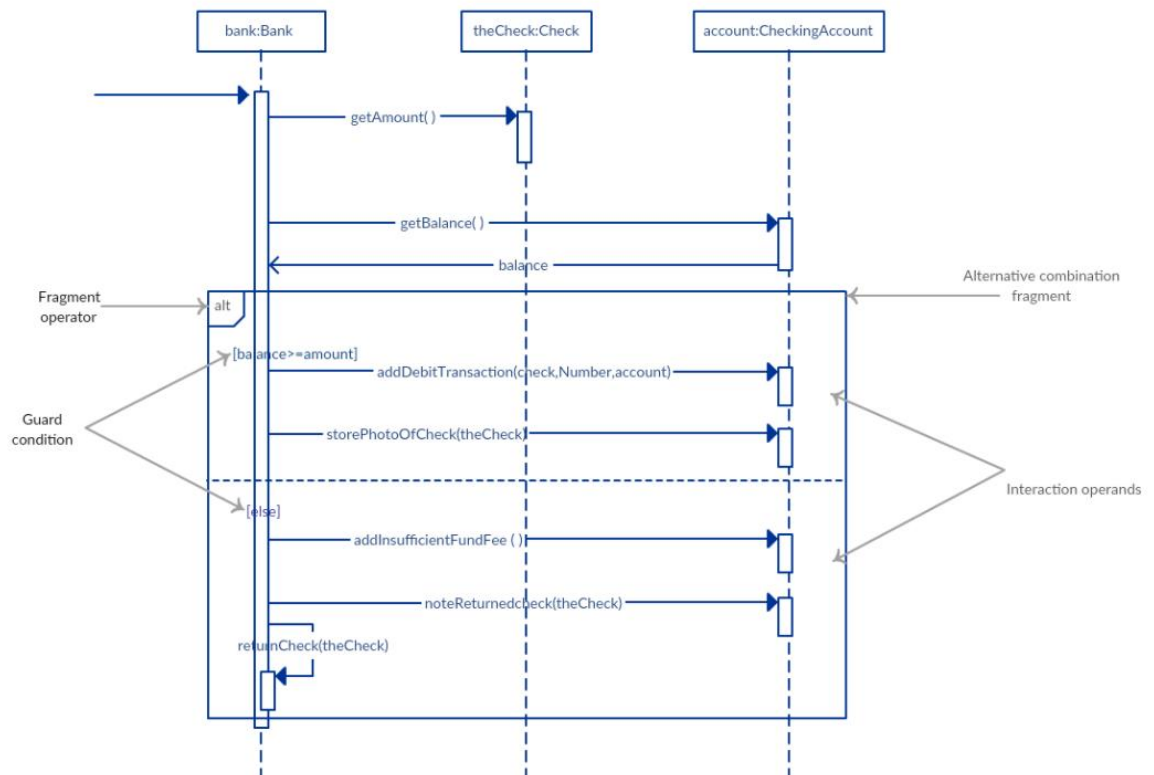 bank:Bank
theCheck:Check
account:CheckingAccount
getAmount( )
getBalance( )
balance
Alternative combination
fragment
Fragment
operator
alt
[balance>=amount]
addDebitTransaction(check,Number,account)
Guard
condition
storePhotoOfCheck(theCheck)
Interaction operands
[else]
addInsufficientFundFee ( )
noteReturnedcheck(theCheck)
returnCheck(theCheck)